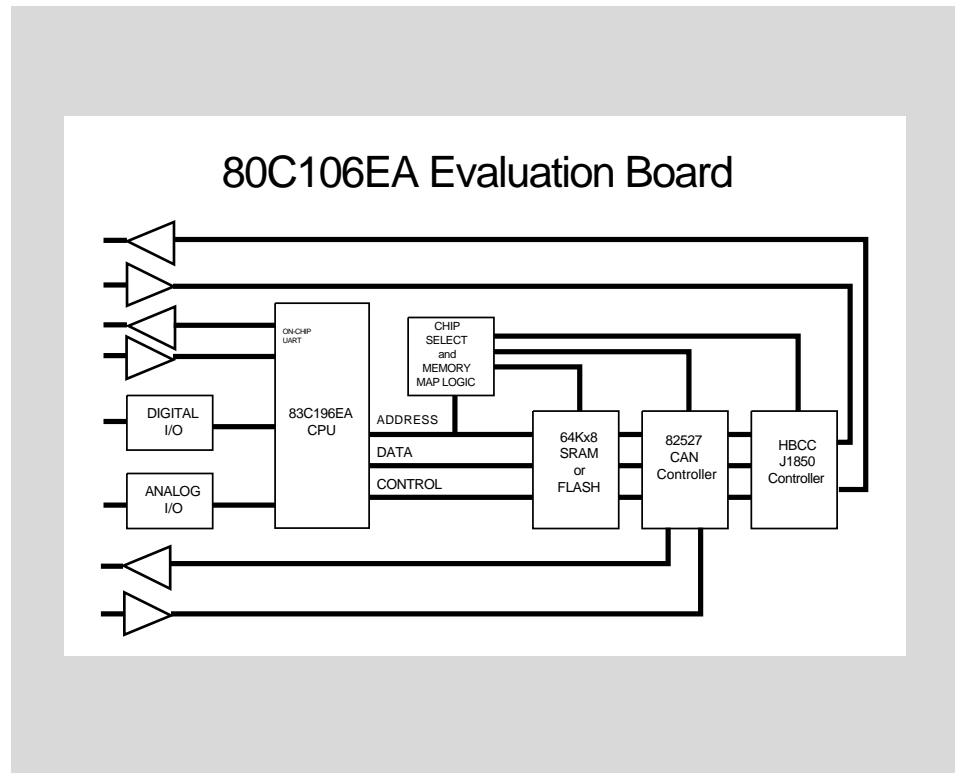 80C106EA Evaluation Board
ON-CHIP
UART
83C196EA
CPU
DIGITAL
I/O
ANALOG
I/O
CHIP
SELECT
and
MEMORY
MAP LOGIC
ADDRESS
DATA
CONTROL
64Kx8
SRAM
or
FLASH
82527
CAN
Controller
HBCC
J1850
Controller